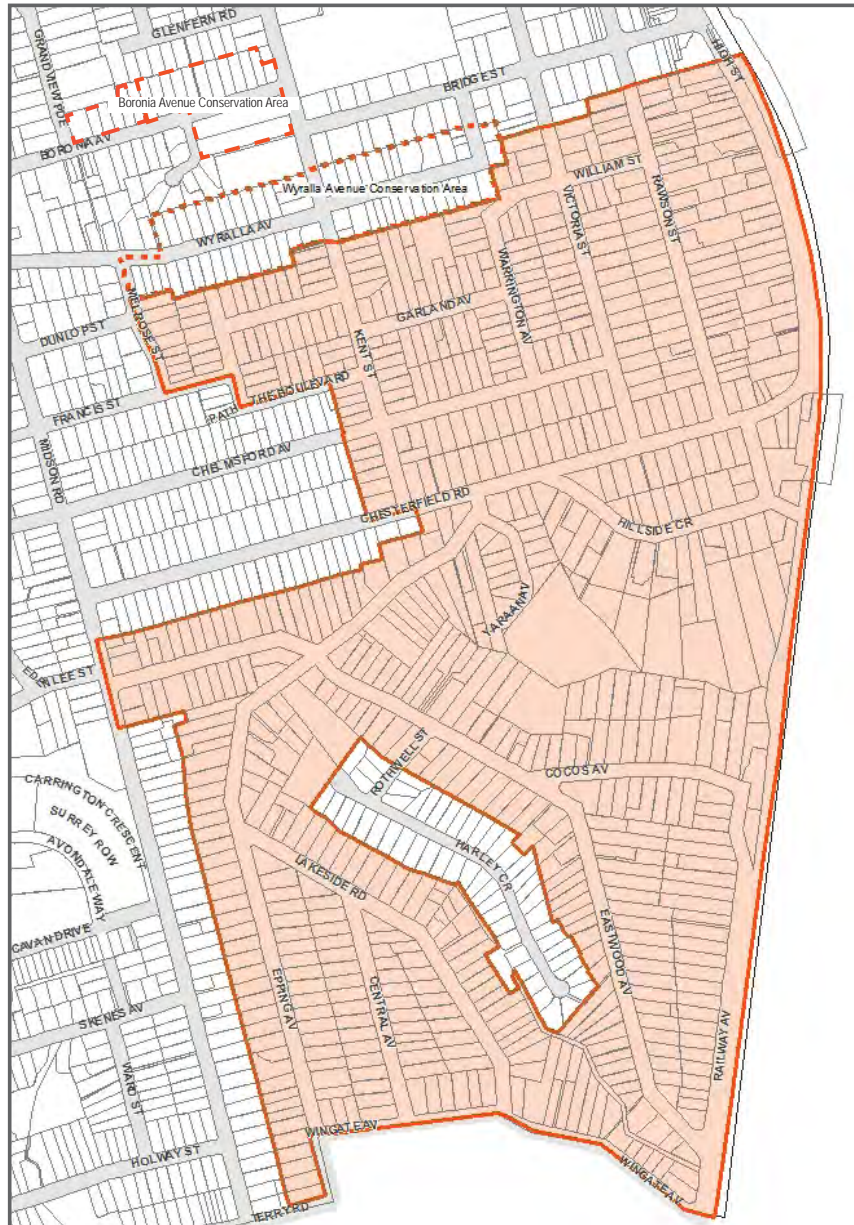 GLENFERN RD
GRANDVIEW PDE
HIGH ST
BRIDGE ST
Boronia Avenue Conservation Area
BORONIA AV
Wyralla Avenue Conservation Area
WILLIAM ST
VICTORIA ST
RAWSON ST
WYRALLA AV
WARRINGTON AV
MELROSE ST
GARLAND AV
DUNLOP ST
KENT ST
THE BOULEVARD
PATH
FRANCIS ST
MIDSON RD
CHELMSFORD AV
CHESTERFIELD RD
HILLSIDE CR
YARAAN AV
LEE ST
ROTHWELL ST
COCOS AV
CARRINGTON CRESCENT
SURREY ROW
AVONDALE WAY
HARLEY CR
LAKESIDE RD
CAVAN DRIVE
EASTWOOD AV
EPPING AV
CENTRAL AV
SKENES AV
RAILWAY AV
WARD ST
WINGATE AV
HOLWAY ST
WINGATE AV
TERRY RD